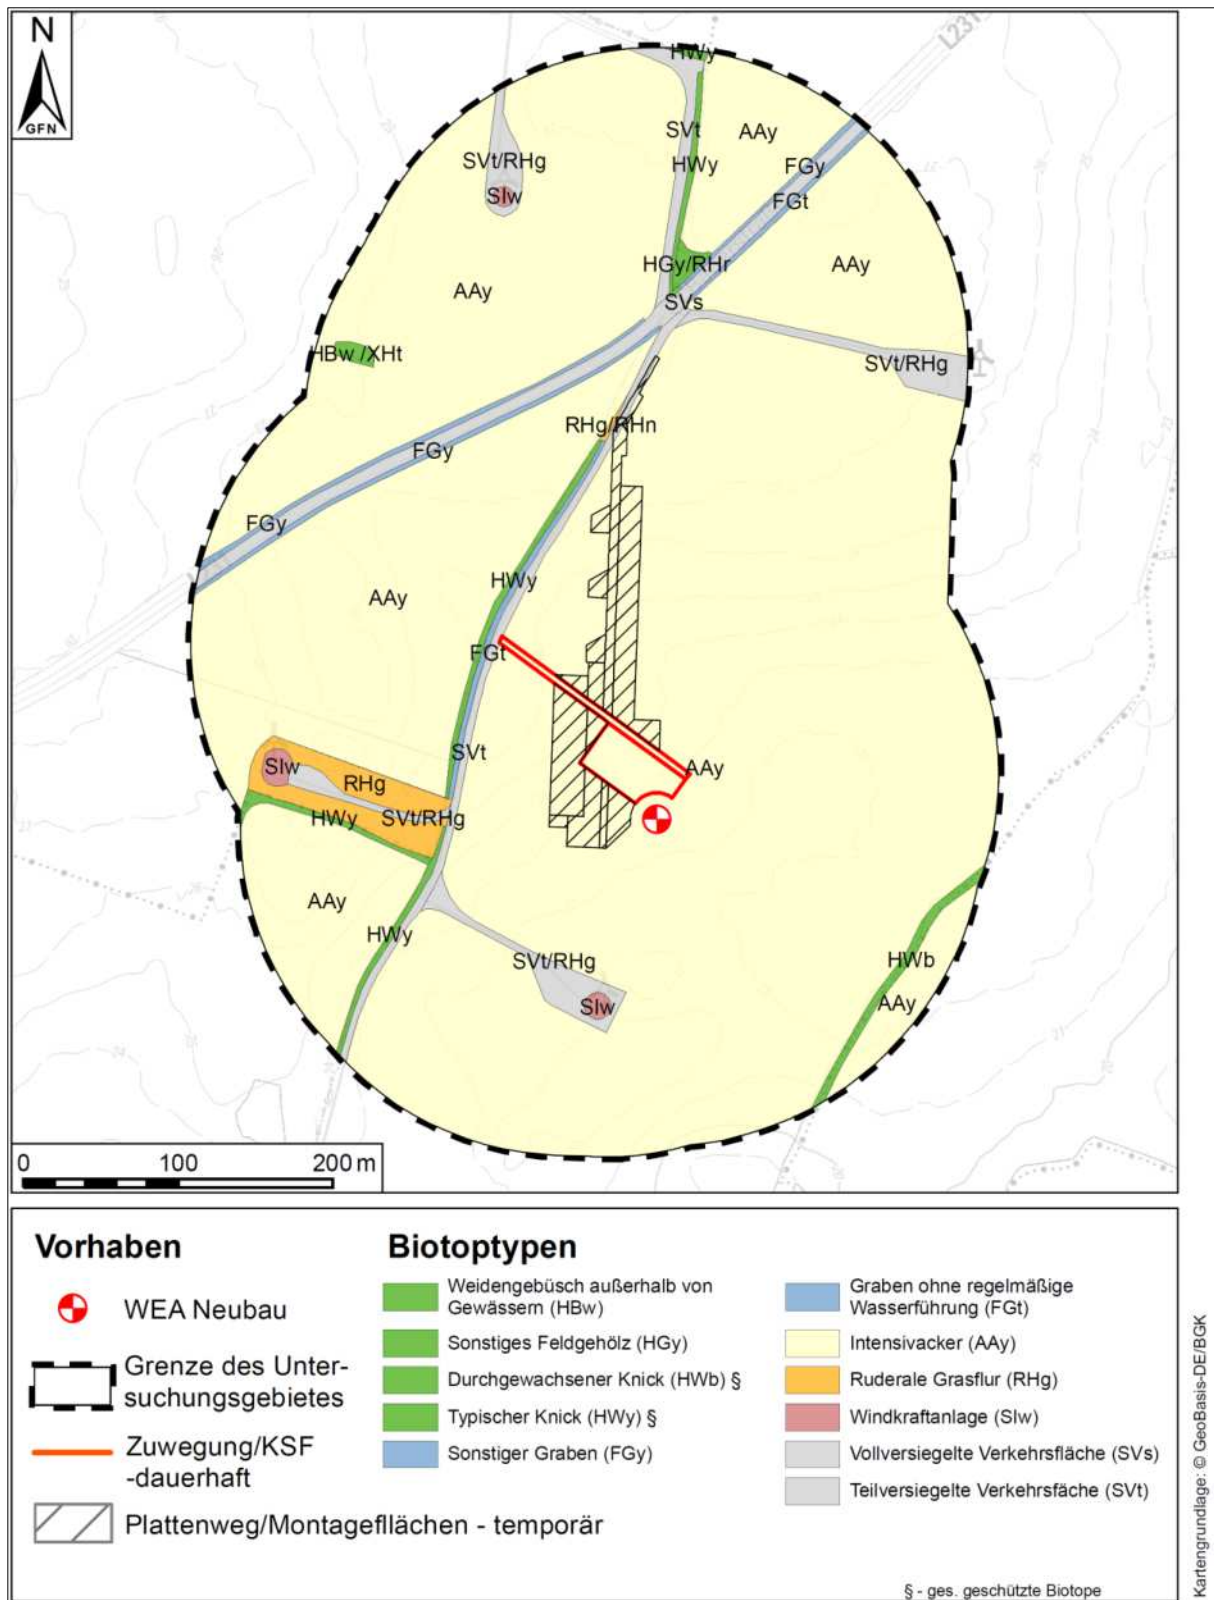 N
GFN
L231
HWy
SVt
AAy
HWy
FGy
SVt/RHg
FGt
SIw
HGy/RHr
AAy
AAy
SVs
HBw /XHt
SVt/RHg
RHg/RHn
FGy
FGy
HWy
AAy
FGt
SVt
AAy
SIw
RHg
HWy
SVt/RHg
AAy
HWy
SVt/RHg
HWb
SIw
AAy
0 100 200 m
Vorhaben
WEA Neubau
Grenze des Unter-
suchungsgebietes
Zuwegung/KSF
-dauerhaft
Plattenweg/Montagefllächen - temporär
Biotoptypen
Weidengebüsch außerhalb von
Gewässern (HBw)
Sonstiges Feldgehölz (HGy)
Durchgewachsener Knick (HWb) §
Typischer Knick (HWy) §
Sonstiger Graben (FGy)
Graben ohne regelmäßige
Wasserführung (FGt)
Intensivacker (AAy)
Ruderale Grasflur (RHg)
Windkraftanlage (SIw)
Vollversiegelte Verkehrsfläche (SVs)
Teilversiegelte Verkehrsfäche (SVt)
§ - ges. geschützte Biotope
Kartengrundlage: © GeoBasis-DE/BGK